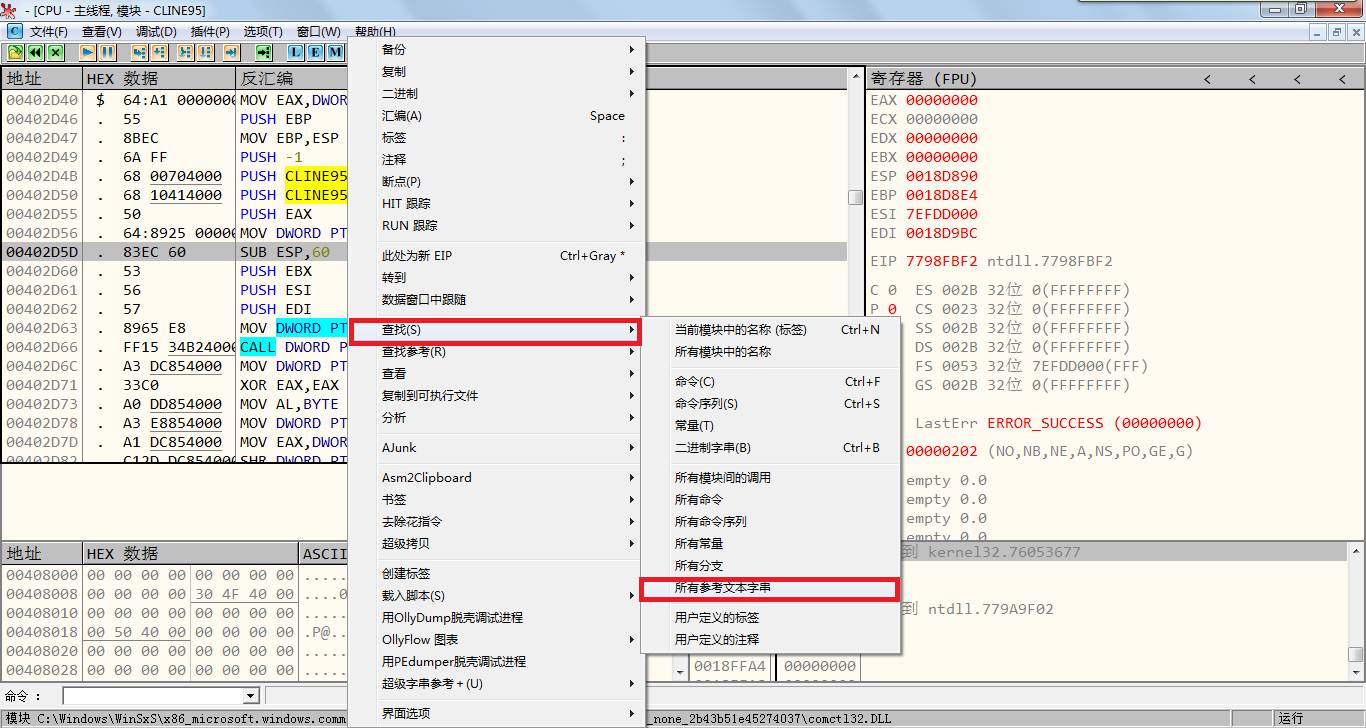 - [CPU - 主线程, 模块 - CLINE95]
C 文件(F) 查看(V) 调试(D) 插件(P) 选项(T) 窗口(W) 帮助(H)
L E M
地址 HEX 数据 反汇编
00402D40 $ 64:A1 0000000 MOV EAX,DWOR
00402D46 . 55 PUSH EBP
00402D47 . 8BEC MOV EBP,ESP
00402D49 . 6A FF PUSH -1
00402D4B . 68 00704000 PUSH CLINE95
00402D50 . 68 10414000 PUSH CLINE95
00402D55 . 50 PUSH EAX
00402D56 . 64:8925 00000 MOV DWORD PT
00402D5D . 83EC 60 SUB ESP,60
00402D60 . 53 PUSH EBX
00402D61 . 56 PUSH ESI
00402D62 . 57 PUSH EDI
00402D63 . 8965 E8 MOV DWORD PT
00402D66 . FF15 34B24000 CALL DWORD P
00402D6C . A3 DC854000 MOV DWORD PT
00402D71 . 33C0 XOR EAX,EAX
00402D73 . A0 DD854000 MOV AL,BYTE
00402D78 . A3 E8854000 MOV DWORD PT
00402D7D . A1 DC854000 MOV EAX,DWOR
00402D82 . C12D DC854000 SHR DWORD PT
备份
复制
二进制
汇编(A) Space
标签 :
注释 ;
断点(P)
HIT 跟踪
RUN 跟踪
此处为新 EIP Ctrl+Gray *
转到
数据窗口中跟随
查找(S)
查找参考(R)
查看
复制到可执行文件
分析
AJunk
Asm2Clipboard
书签
去除花指令
超级拷贝
创建标签
载入脚本(S)
用OllyDump脱壳调试进程
OllyFlow 图表
用PEdumper脱壳调试进程
超级字串参考+(U)
界面选项
当前模块中的名称 (标签) Ctrl+N
所有模块中的名称
命令(C) Ctrl+F
命令序列(S) Ctrl+S
常量(T)
二进制字串(B) Ctrl+B
所有模块间的调用
所有命令
所有命令序列
所有常量
所有分支
所有参考文本字串
用户定义的标签
用户定义的注释
寄存器 (FPU) < < < <
EAX 00000000
ECX 00000000
EDX 00000000
EBX 00000000
ESP 0018D890
EBP 0018D8E4
ESI 7EFDD000
EDI 0018D9BC
EIP 7798FBF2 ntdll.7798FBF2
C 0 ES 002B 32位 0(FFFFFFFF)
P 0 CS 0023 32位 0(FFFFFFFF)
SS 002B 32位 0(FFFFFFFF)
DS 002B 32位 0(FFFFFFFF)
FS 0053 32位 7EFDD000(FFF)
GS 002B 32位 0(FFFFFFFF)
LastErr ERROR_SUCCESS (00000000)
00000202 (NO,NB,NE,A,NS,PO,GE,G)
empty 0.0
empty 0.0
empty 0.0
empty 0.0
到 kernel32.76053677
到 ntdll.779A9F02
0018FFA4 00000000
地址 HEX 数据 ASCII
00408000 00 00 00 00 00 00 00 00 .....
00408008 00 00 00 00 30 4F 40 00 ....0
00408010 00 00 00 00 00 00 00 00 .....
00408018 00 50 40 00 00 00 00 00 .P@..
00408020 00 00 00 00 00 00 00 00 .....
00408028 00 00 00 00 00 00 00 00 .....
命令 :
模块 C:\Windows\WinSxS\x86_microsoft.windows.comm _none_2b43b51e45274037\comctl32.DLL 运行